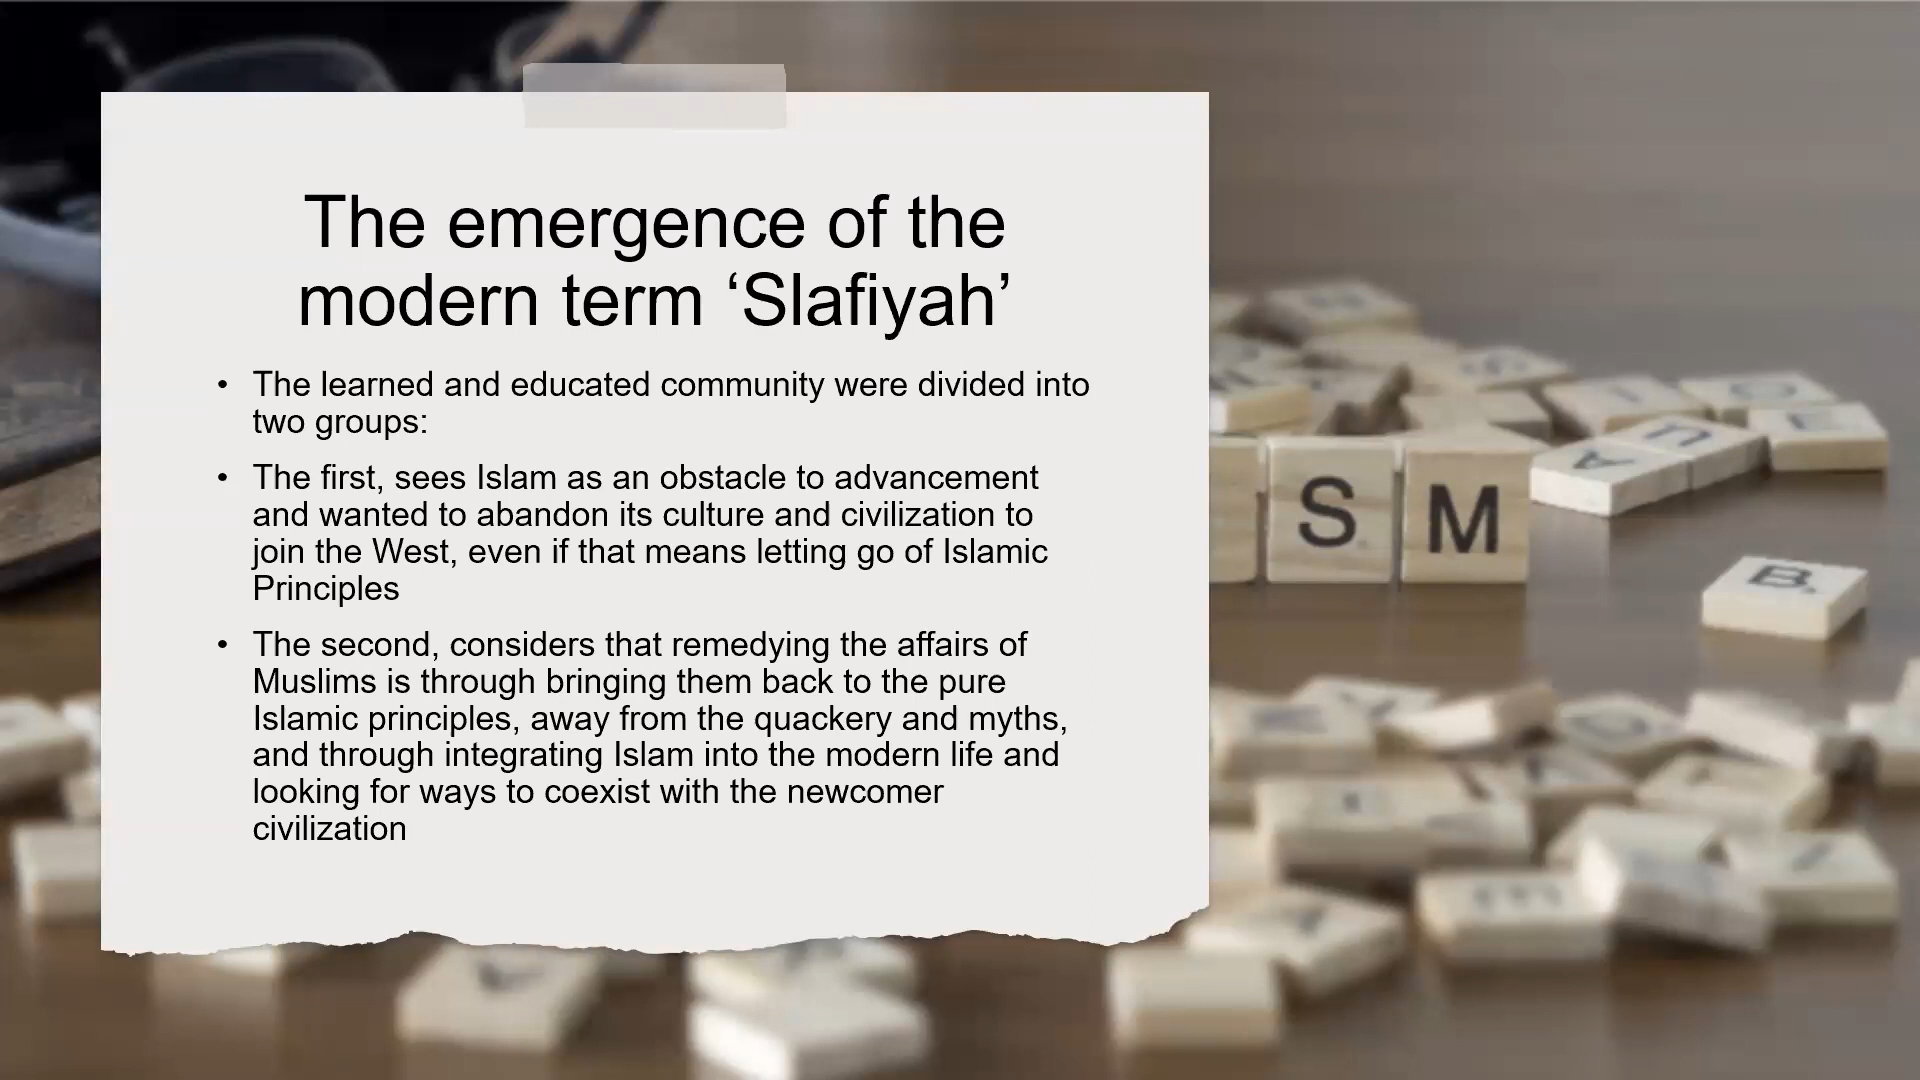 The emergence of the
modern term ‘Slafiyah’
• The learned and educated community were divided into
two groups:
• The first, sees Islam as an obstacle to advancement
and wanted to abandon its culture and civilization to
join the West, even if that means letting go of Islamic
Principles
• The second, considers that remedying the affairs of
Muslims is through bringing them back to the pure
Islamic principles, away from the quackery and myths,
and through integrating Islam into the modern life and
looking for ways to coexist with the newcomer
civilization
S M
A U
B